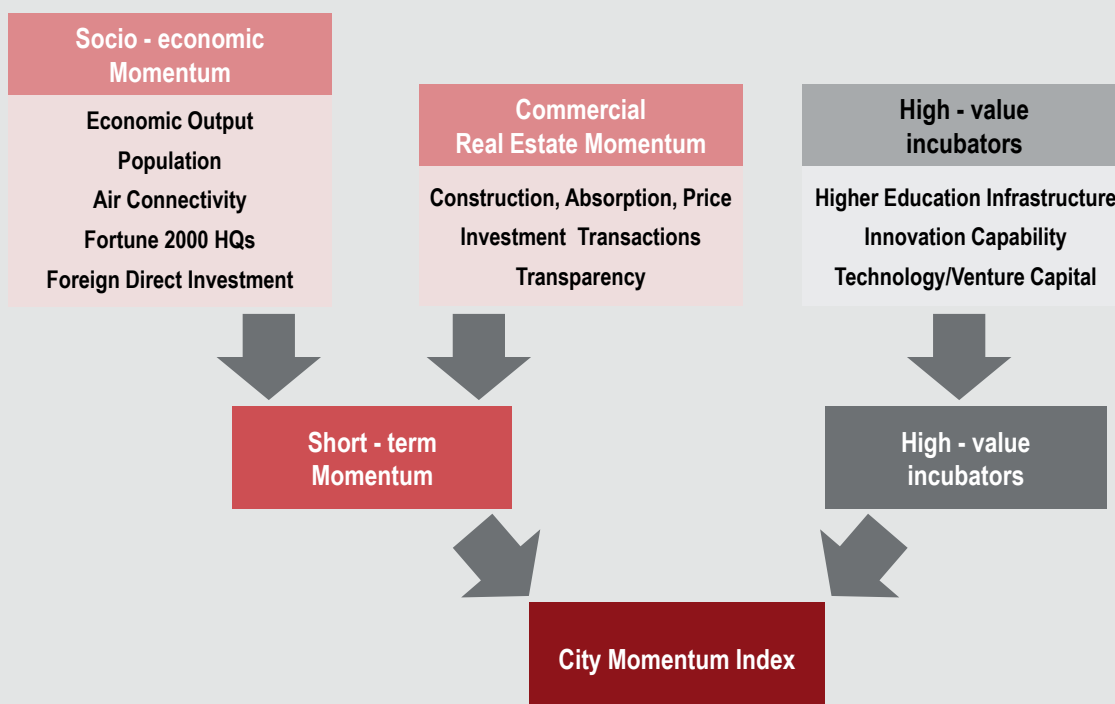 Socio - economic
Momentum
Economic Output
Population
Air Connectivity
Fortune 2000 HQs
Foreign Direct Investment
Commercial
Real Estate Momentum
Construction, Absorption, Price
Investment Transactions
Transparency
High - value
incubators
Higher Education Infrastructure
Innovation Capability
Technology/Venture Capital
Short - term
Momentum
High - value
incubators
City Momentum Index